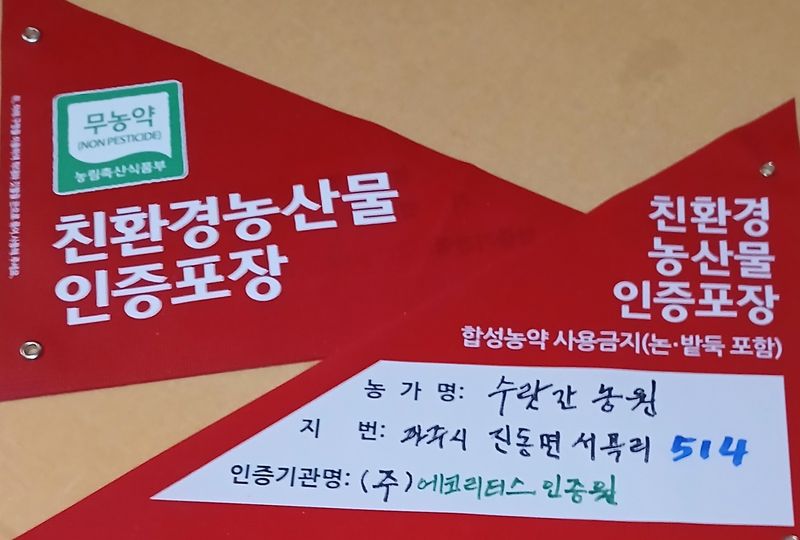 무농약
(NON PESTICIDE)
농림축산식품부
친환경농산물
인증포장
친환경
농산물
인증포장
합성농약 사용금지(논·밭둑 포함)
농 가 명: 수랏간 농원
지 번: 파주시 진동면 서곡리 514
인증기관명: (주)에코리더스 인증원